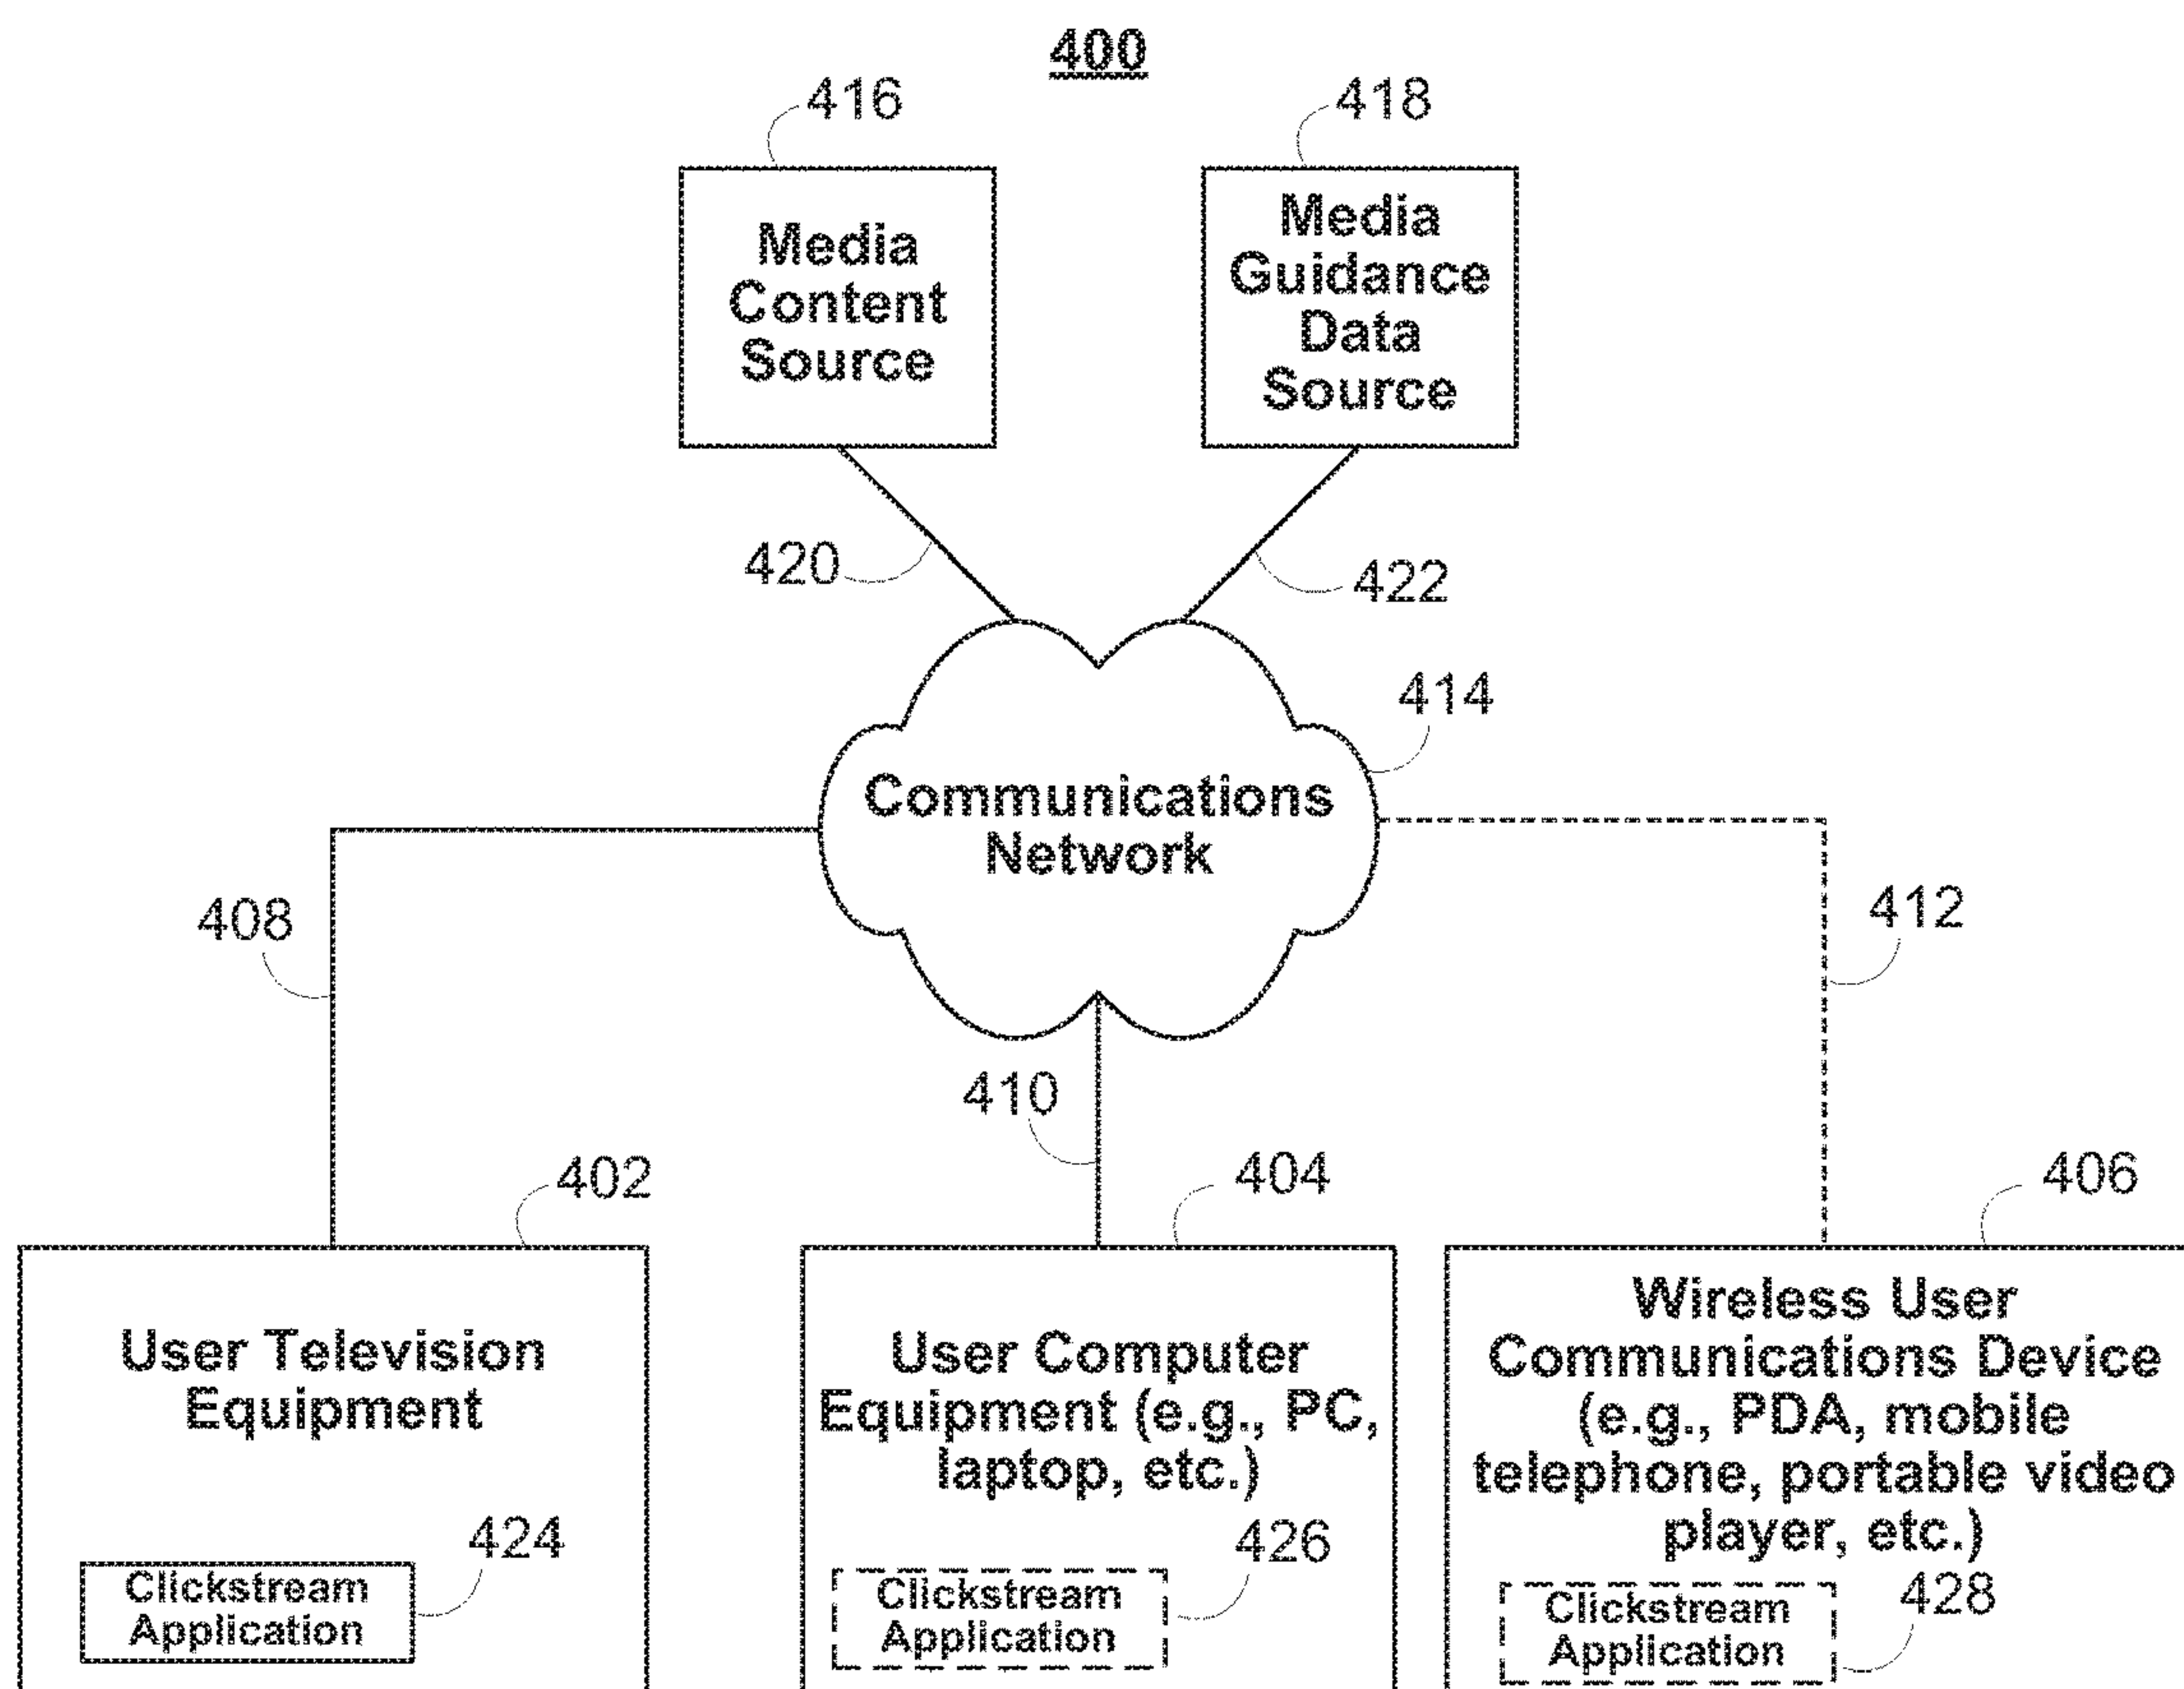 400
416
418
Media
Content
Source
Media
Guidance
Data
Source
420
422
414
Communications
Network
408
412
410
402
404
406
User Television
Equipment
User Computer
Equipment (e.g., PC,
laptop, etc.)
Wireless User
Communications Device
(e.g., PDA, mobile
telephone, portable video
player, etc.)
424
Clickstream
Application
426
Clickstream
Application
428
Clickstream
Application